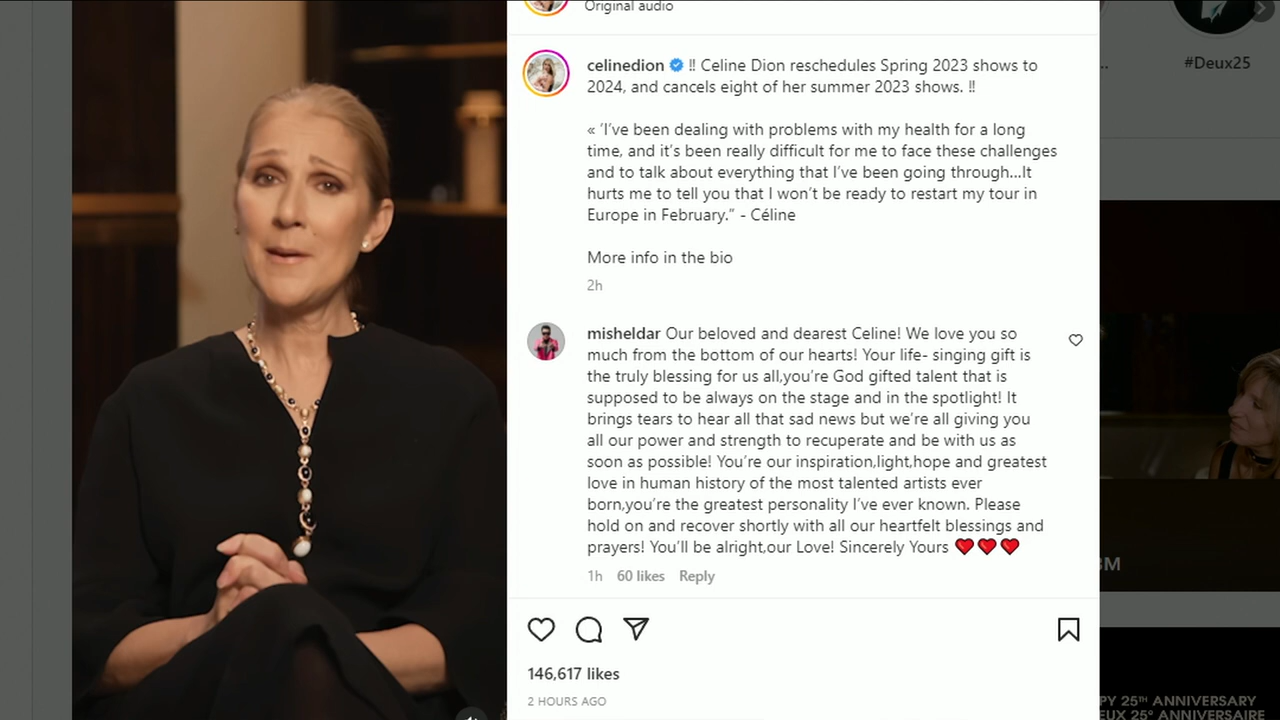 Original audio
celinedion ‼ Celine Dion reschedules Spring 2023 shows to
2024, and cancels eight of her summer 2023 shows. ‼
« ‘I’ve been dealing with problems with my health for a long
time, and it’s been really difficult for me to face these challenges
and to talk about everything that I’ve been going through...It
hurts me to tell you that I won’t be ready to restart my tour in
Europe in February.” - Céline
More info in the bio
2h
misheldar Our beloved and dearest Celine! We love you so
much from the bottom of our hearts! Your life- singing gift is
the truly blessing for us all,you’re God gifted talent that is
supposed to be always on the stage and in the spotlight! It
brings tears to hear all that sad news but we’re all giving you
all our power and strength to recuperate and be with us as
soon as possible! You’re our inspiration,light,hope and greatest
love in human history of the most talented artists ever
born,you’re the greatest personality I’ve ever known. Please
hold on and recover shortly with all our heartfelt blessings and
prayers! You’ll be alright,our Love! Sincerely Yours ❤️❤️❤️
1h 60 likes Reply
146,617 likes
2 HOURS AGO
...
#Deux25
3M
PY 25TH ANNIVERSARY
EUX 25E ANNIVERSAIRE